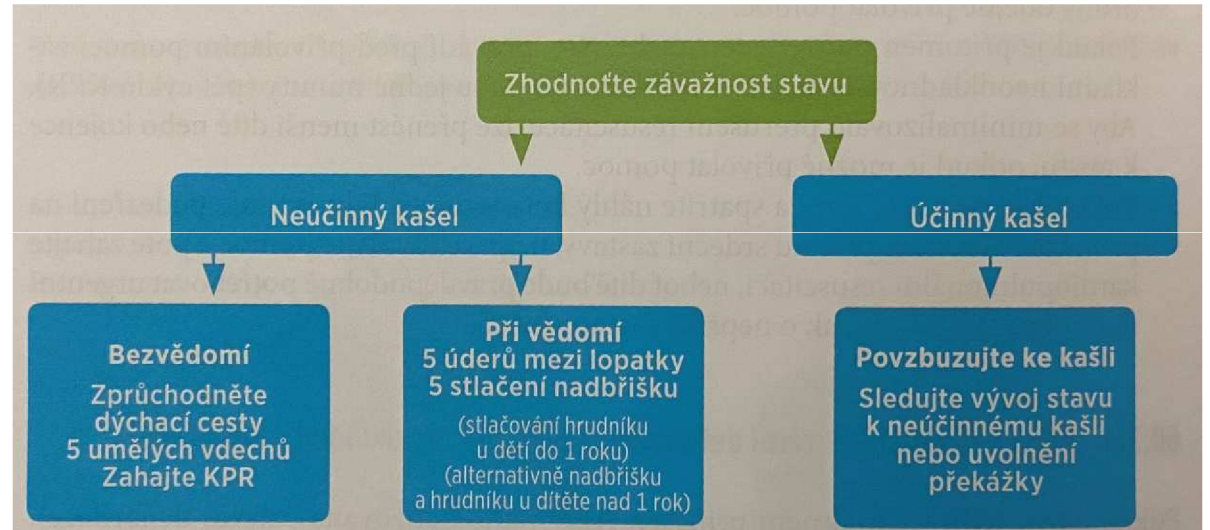 Zhodnoťte závažnost stavu
Neúčinný kašel
Účinný kašel
Bezvědomí
Zprůchodněte
dýchací cesty
5 umělých vdechů
Zahajte KPR
Při vědomí
5 úderů mezi lopatky
5 stlačení nadbřišku
(stlačování hrudníku
u dětí do 1 roku)
(alternativně nadbřišku
a hrudníku u dítěte nad 1 rok)
Povzbuzujte ke kašli
Sledujte vývoj stavu
k neúčinnému kašli
nebo uvolnění
překážky